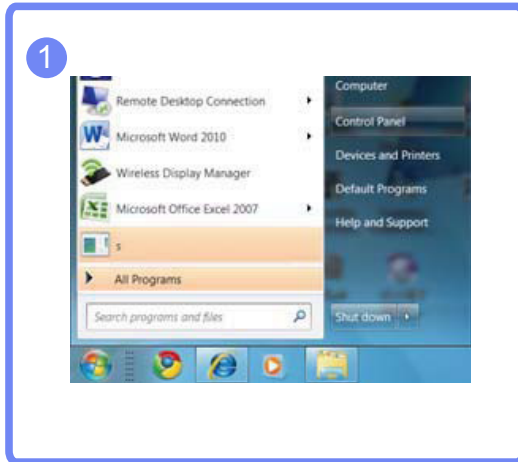 1
Remote Desktop Connection
Microsoft Word 2010
Wireless Display Manager
Microsoft Office Excel 2007
s
All Programs
Search programs and files
Computer
Control Panel
Devices and Printers
Default Programs
Help and Support
Shut down